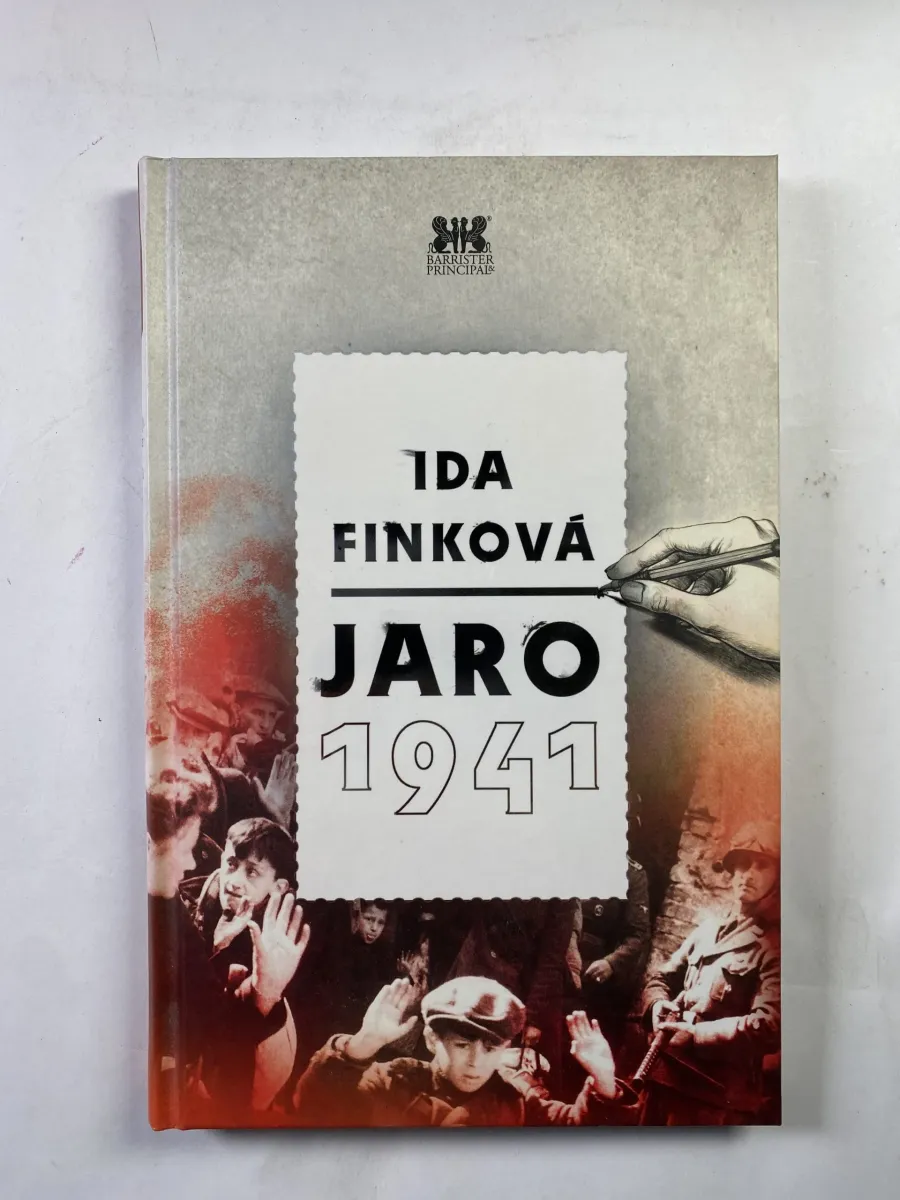 BARRISTER
PRINCIPAL&
IDA
FINKOVÁ
JARO
1941